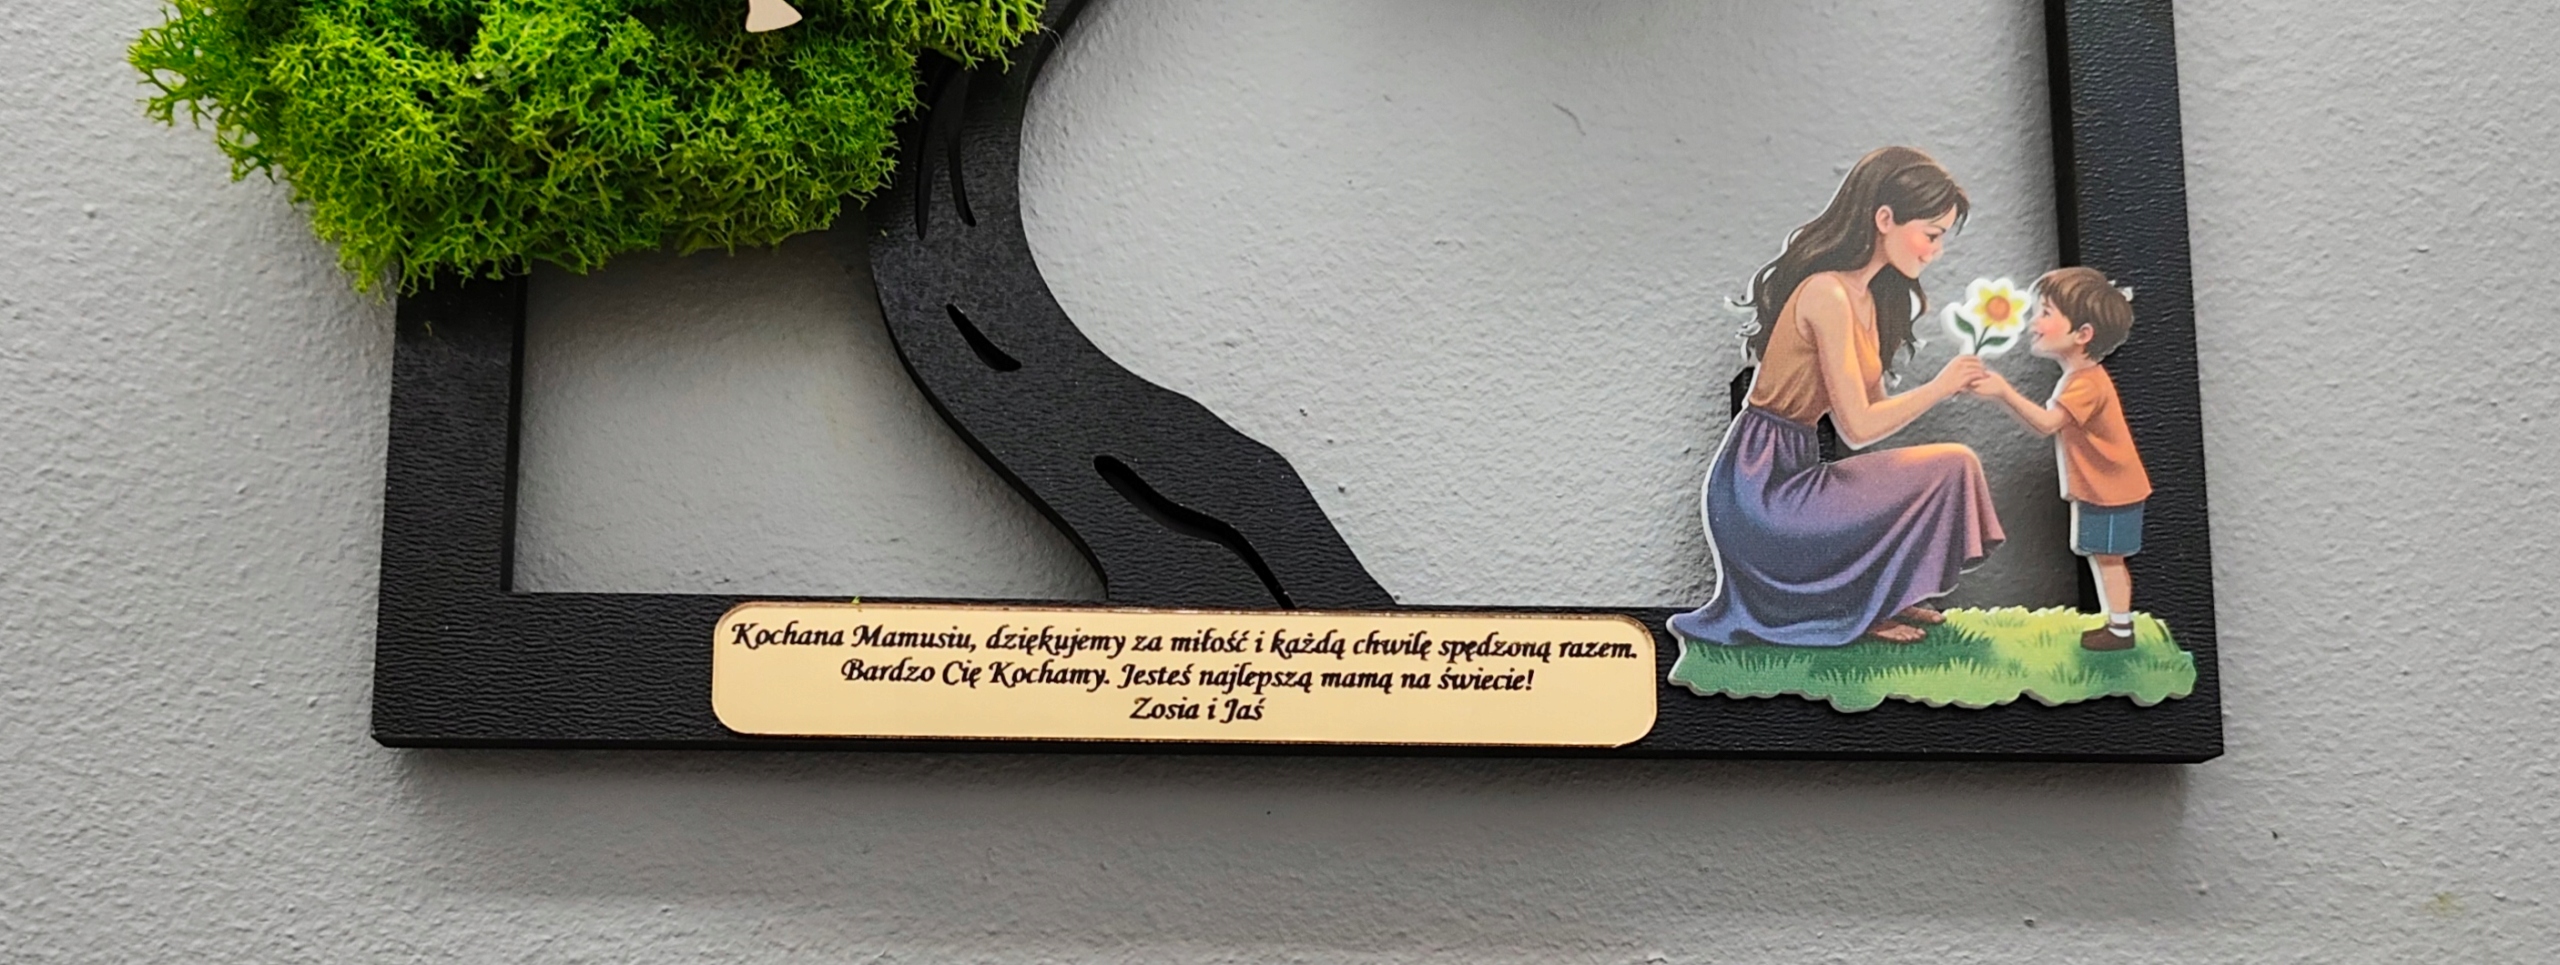 Kochana Mamusiu, dziękujemy za miłość i każdą chwilę spędzoną razem.
Bardzo Cię Kochamy. Jesteś najlepszą mamą na świecie!
Zosia i Jaś